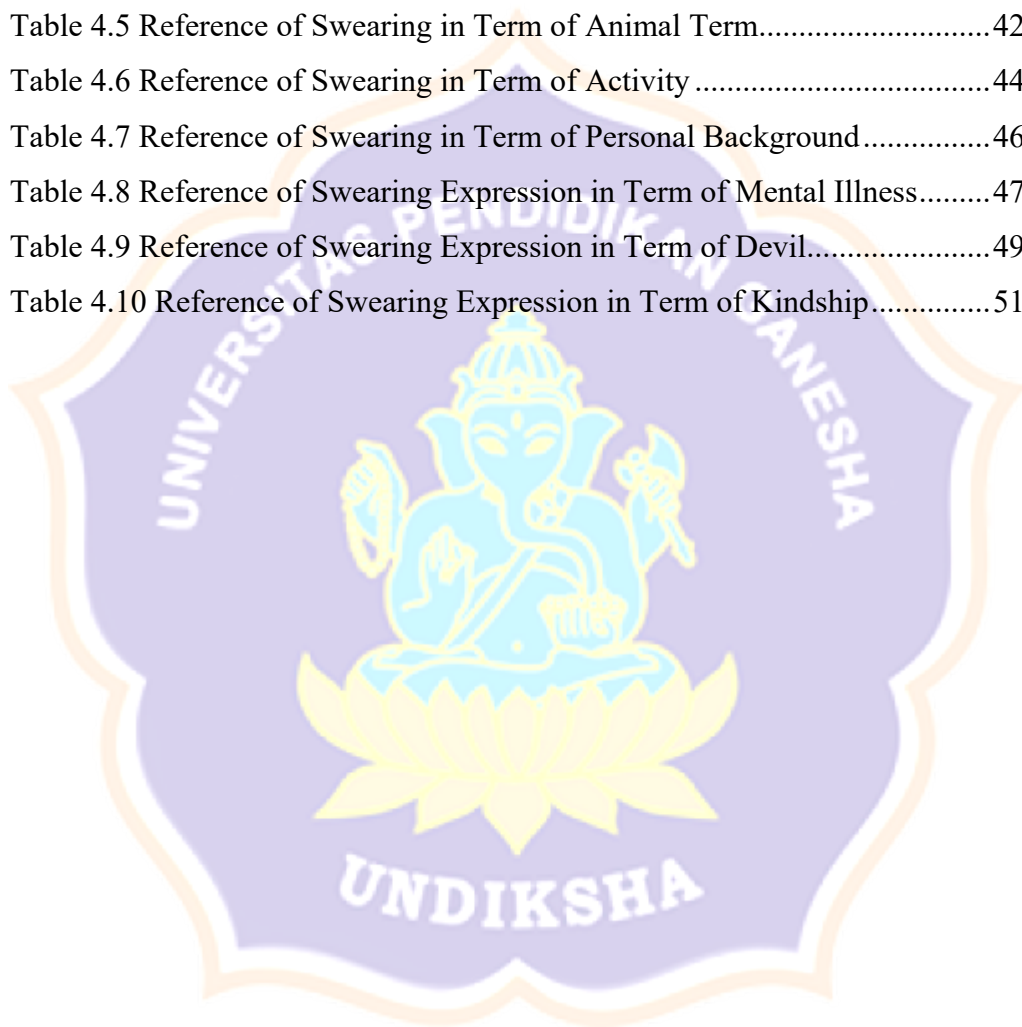 Table 4.5 Reference of Swearing in Term of Animal Term...........................42
Table 4.6 Reference of Swearing in Term of Activity ..................................44
Table 4.7 Reference of Swearing in Term of Personal Background...............46
Table 4.8 Reference of Swearing Expression in Term of Mental Illness........47
Table 4.9 Reference of Swearing Expression in Term of Devil.....................49
Table 4.10 Reference of Swearing Expression in Term of Kindship..............51
UNIVERSITAS PENDIDIKAN GANESHA
UNDIKSHA